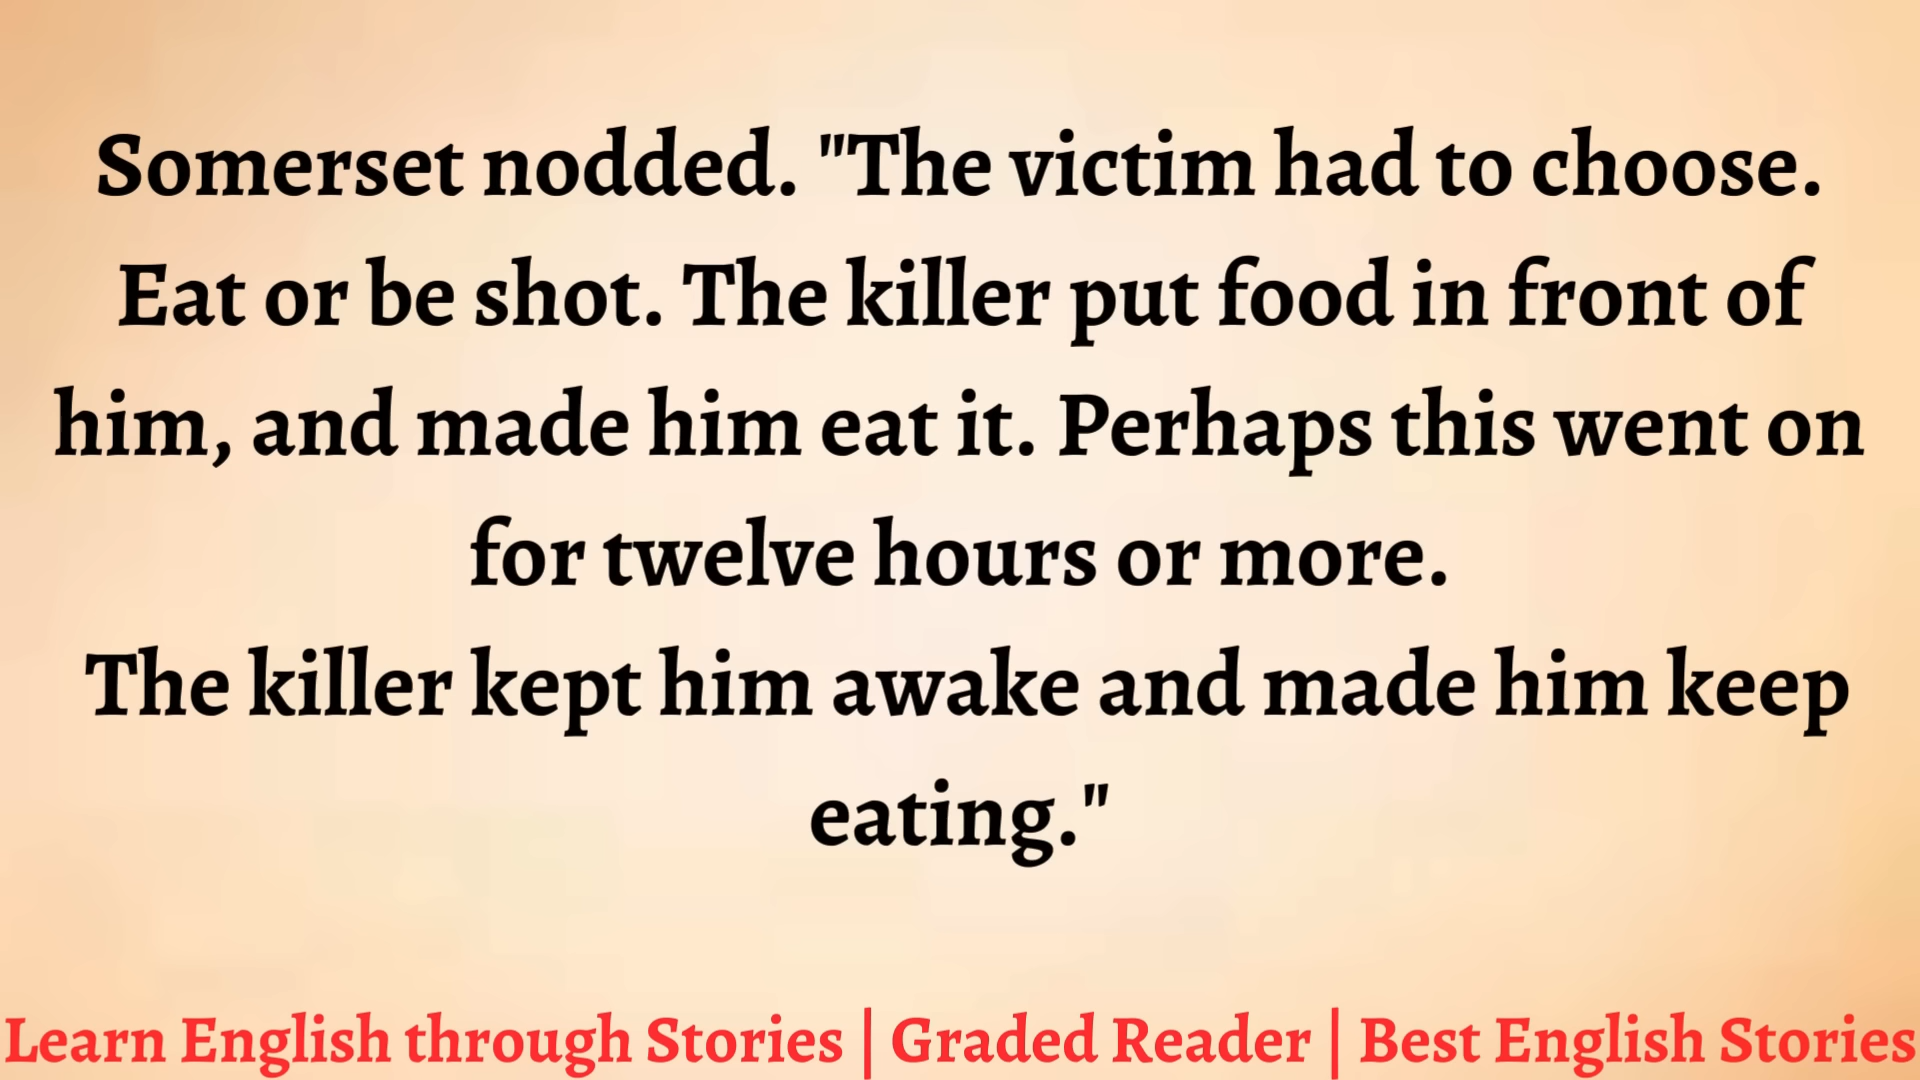 Somerset nodded. "The victim had to choose.
Eat or be shot. The killer put food in front of
him, and made him eat it. Perhaps this went on
for twelve hours or more.
The killer kept him awake and made him keep
eating."
Learn English through Stories | Graded Reader | Best English Stories